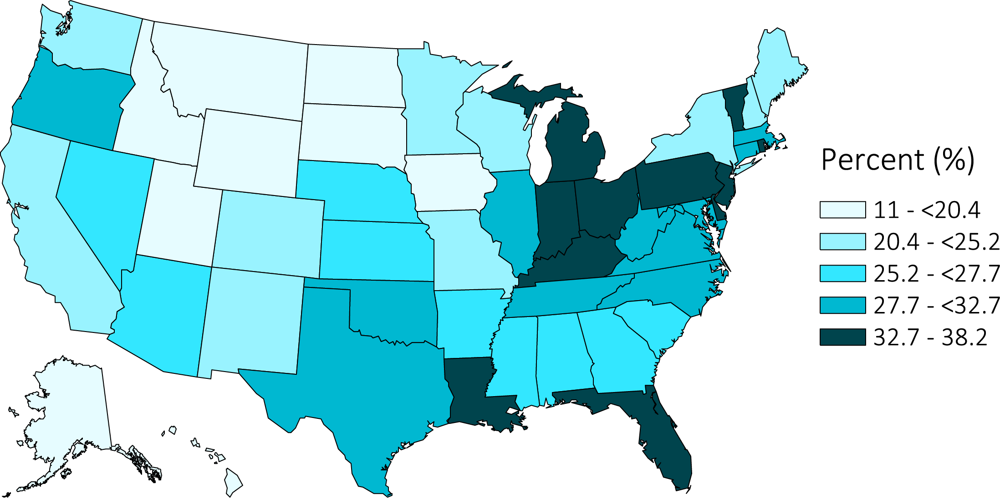 Percent (%)
11 - <20.4
20.4 - <25.2
25.2 - <27.7
27.7 - <32.7
32.7 - 38.2